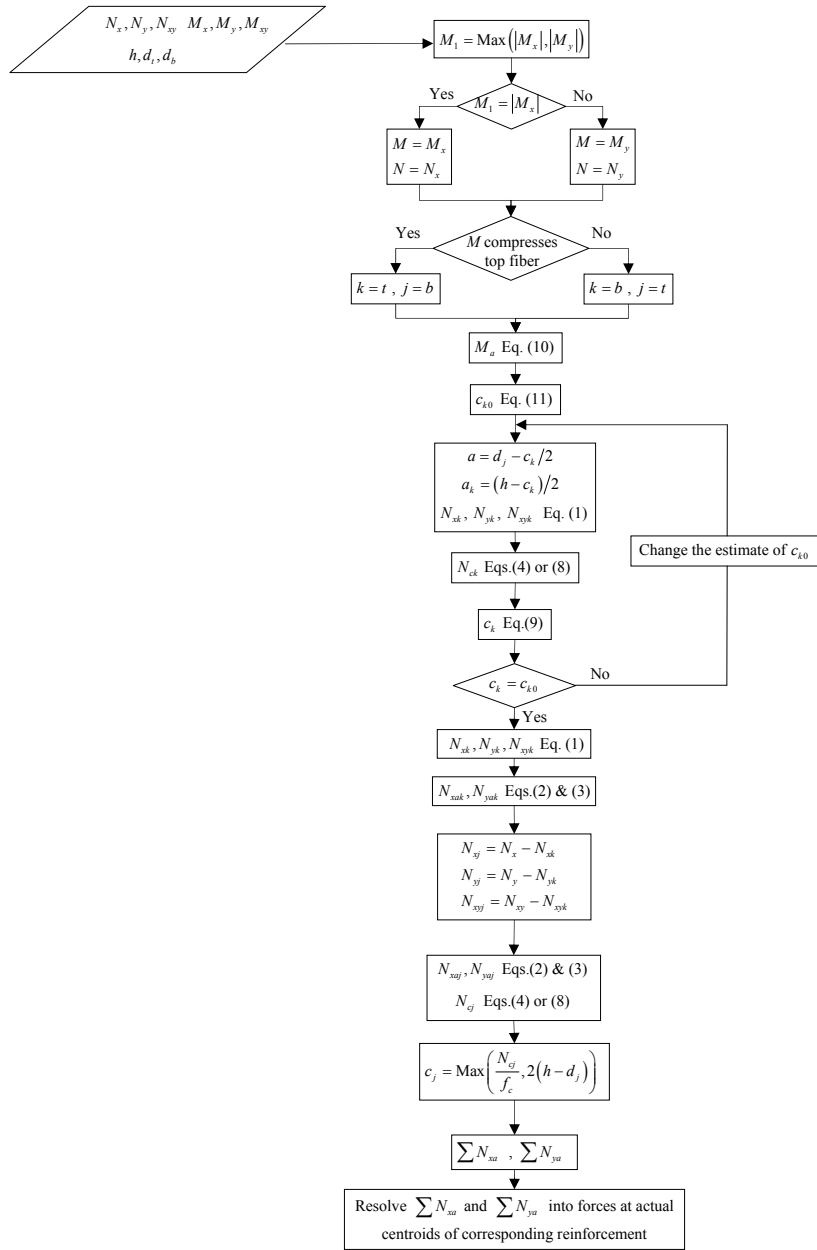 N_x, N_y, N_xy M_x, M_y, M_xy
h, d_t, d_b
M_1 = Max(|M_x|, |M_y|)
Yes
M_1 = |M_x|
No
M = M_x
N = N_x
M = M_y
N = N_y
Yes
M compresses
top fiber
No
k = t , j = b
k = b , j = t
M_a Eq. (10)
c_k0 Eq. (11)
a = d_j − c_k/2
a_k = (h − c_k)/2
N_xk, N_yk, N_xyk Eq. (1)
Change the estimate of c_k0
N_ck Eqs.(4) or (8)
c_k Eq.(9)
c_k = c_k0
No
Yes
N_xk, N_yk, N_xyk Eq. (1)
N_xak, N_yak Eqs.(2) & (3)
N_xj = N_x − N_xk
N_yj = N_y − N_yk
N_xyj = N_xy − N_xyk
N_xaj, N_yaj Eqs.(2) & (3)
N_cj Eqs.(4) or (8)
c_j = Max(N_cj/f_c, 2(h − d_j))
∑N_xa , ∑N_ya
Resolve ∑N_xa and ∑N_ya into forces at actual
centroids of corresponding reinforcement